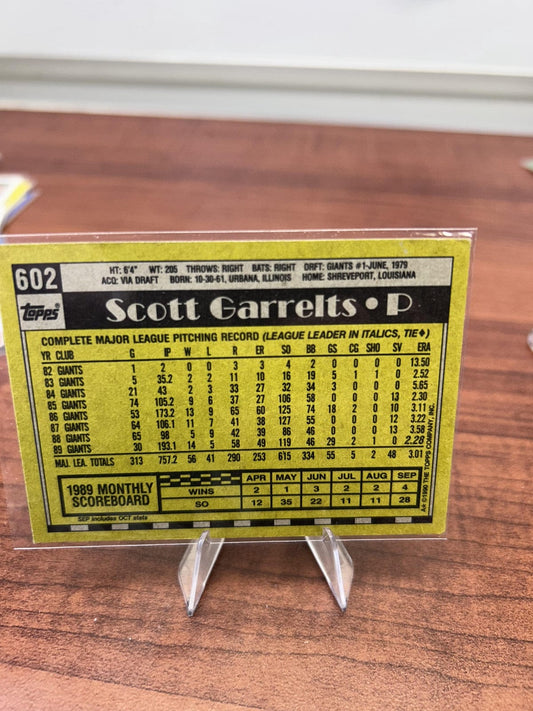 602
HT: 6'4" WT: 205 THROWS: RIGHT BATS: RIGHT DRFT: GIANTS #1-JUNE, 1979
ACQ: VIA DRAFT BORN: 10-30-61, URBANA, ILLINOIS HOME: SHREVEPORT, LOUISIANA
topps Scott Garrelts • P
COMPLETE MAJOR LEAGUE PITCHING RECORD (LEAGUE LEADER IN ITALICS, TIE♦)
YR CLUB G IP W L R ER SO BB GS CG SHO SV ERA
82 GIANTS 1 2 0 0 3 3 4 2 0 0 0 0 13.50
83 GIANTS 5 35.2 2 2 11 10 16 19 5 1 1 0 2.52
84 GIANTS 21 43 2 3 33 27 32 34 3 0 0 0 5.65
85 GIANTS 74 105.2 9 6 37 27 106 58 0 0 0 13 2.30
86 GIANTS 53 173.2 13 9 65 60 125 74 18 2 0 10 3.11
87 GIANTS 64 106.1 11 7 41 38 127 55 0 0 0 12 3.22
88 GIANTS 65 98 5 9 42 39 86 46 0 0 0 13 3.58
89 GIANTS 30 193.1 14 5 58 49 119 46 29 2 1 0 2.28
MAJ. LEA. TOTALS 313 757.2 56 41 290 253 615 334 55 5 2 48 3.01
1989 MONTHLY SCOREBOARD
APR MAY JUN JUL AUG SEP
WINS 2 1 3 2 2 4
SO 12 35 22 11 11 28
SEP includes OCT stats
A* ©1990 THE TOPPS COMPANY, INC.